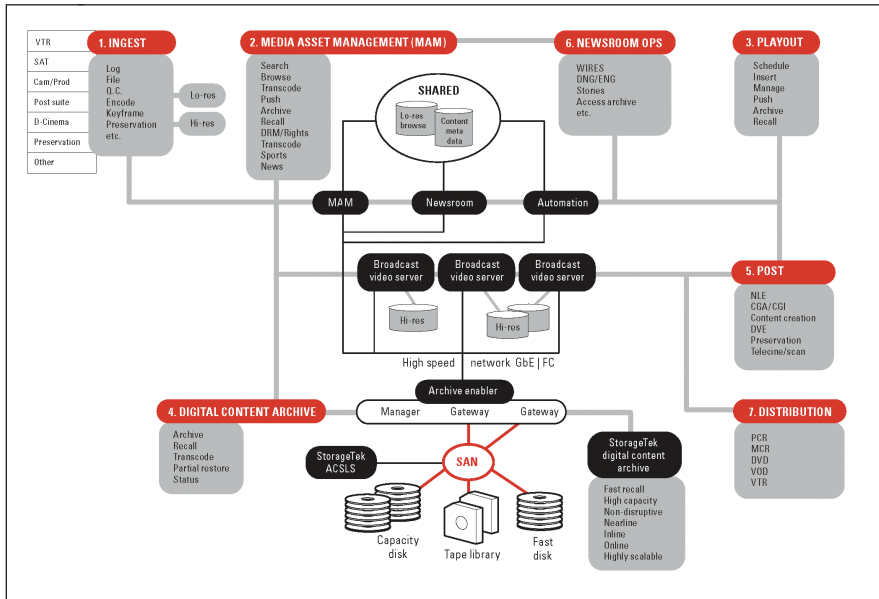 VTR
SAT
Cam/Prod
Post suite
D-Cinema
Preservation
Other
1. INGEST
Log
File
Q.C.
Encode
Keyframe
Preservation
etc.
Lo-res
Hi-res
2. MEDIA ASSET MANAGEMENT (MAM)
Search
Browse
Transcode
Push
Archive
Recall
DRM/Rights
Transcode
Sports
News
SHARED
Lo-res
browse
Content
meta
data
6. NEWSROOM OPS
WIRES
DNG/ENG
Stories
Access archive
etc.
3. PLAYOUT
Schedule
Insert
Manage
Push
Archive
Recall
MAM
Newsroom
Automation
Broadcast
video server
Broadcast
video server
Broadcast
video server
Hi-res
Hi-res
5. POST
NLE
CGA/CGI
Content creation
DVE
Preservation
Telecine/scan
High speed network GbE | FC
Archive enabler
Manager Gateway Gateway
4. DIGITAL CONTENT ARCHIVE
Archive
Recall
Transcode
Partial restore
Status
StorageTek
ACSLS
SAN
Capacity
disk
Tape library
Fast
disk
StorageTek
digital content
archive
Fast recall
High capacity
Non-disruptive
Nearline
Inline
Online
Highly scalable
7. DISTRIBUTION
PCR
MCR
DVD
VOD
VTR